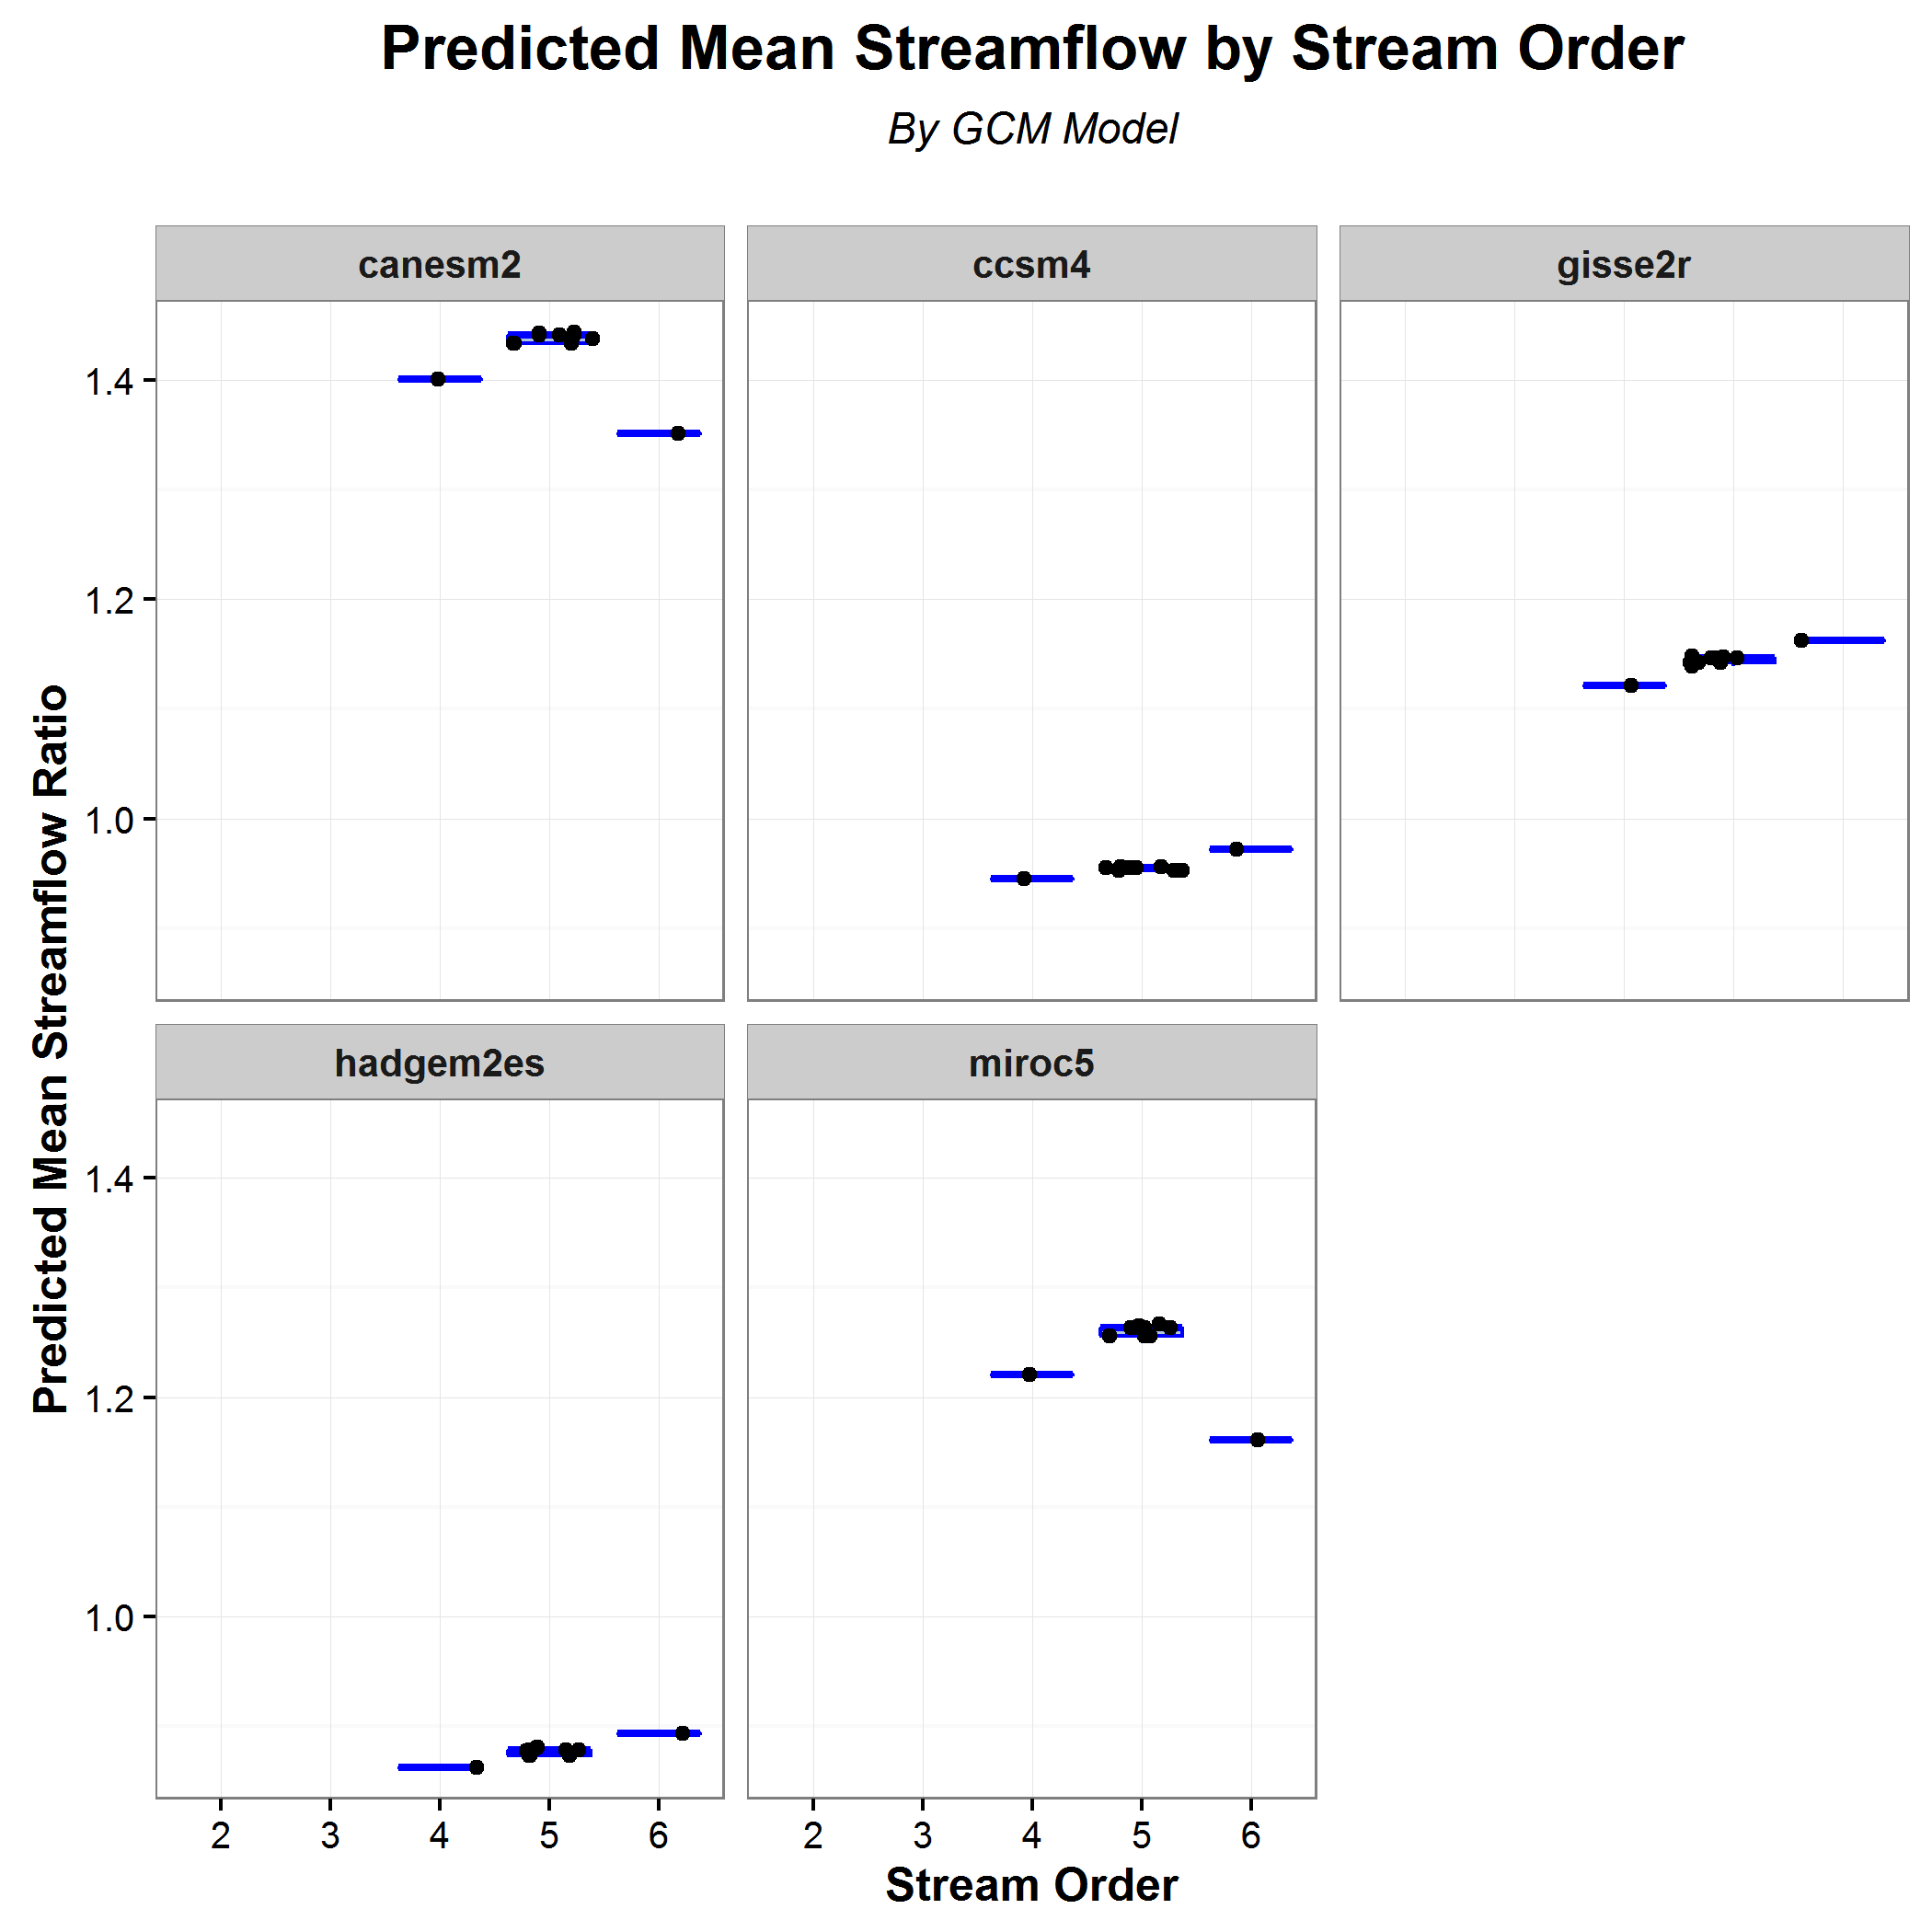 Predicted Mean Streamflow by Stream Order
By GCM Model
canesm2
ccsm4
gisse2r
1.4
1.2
1.0
Predicted Mean Streamflow Ratio
hadgem2es
miroc5
1.4
1.2
1.0
2 3 4 5 6
2 3 4 5 6
Stream Order